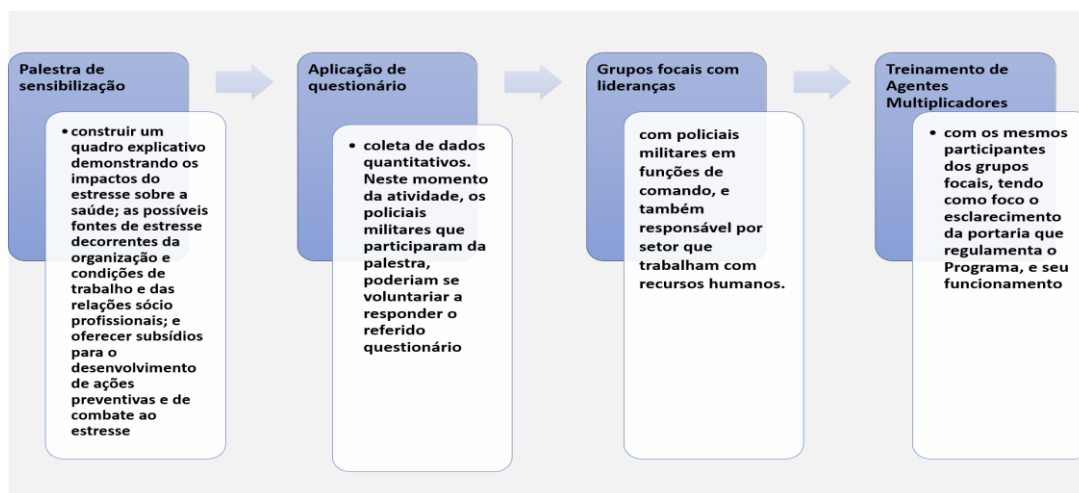 Palestra de
sensibilização
• construir um
quadro explicativo
demonstrando os
impactos do
estresse sobre a
saúde; as possíveis
fontes de estresse
decorrentes da
organização e
condições de
trabalho e das
relações sócio
profissionais; e
oferecer subsídios
para o
desenvolvimento
de ações
preventivas e de
combate ao
estresse
Aplicação de
questionário
• coleta de dados
quantitativos.
Neste momento
da atividade, os
policiais
militares que
participaram da
palestra,
poderiam se
voluntariar a
responder o
referido
questionário
Grupos focais com
lideranças
com policiais
militares em
funções de
comando, e
também
responsável por
setor que
trabalham com
recursos humanos.
Treinamento de
Agentes
Multiplicadores
• com os mesmos
participantes
dos grupos
focais, tendo
como foco o
esclarecimento
da portaria que
regulamenta o
Programa, e seu
funcionamento